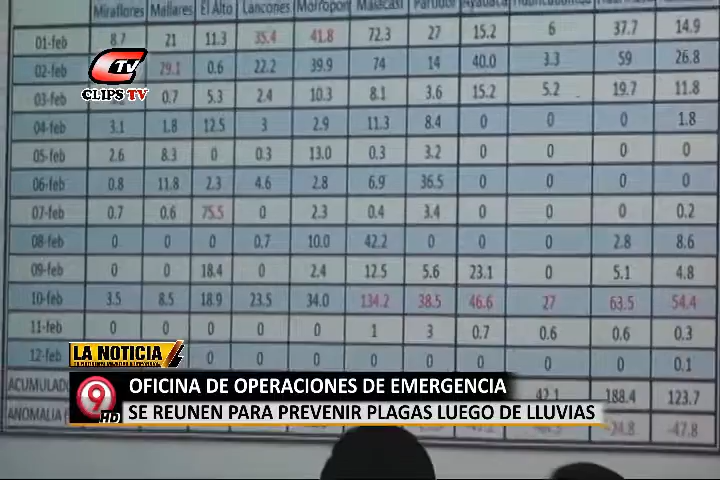 Miraflores Mallares El Alto Lancones
01-feb 8.7 21 11.3 35.4 41.8 72.3 27 15.2 6 37.7 14.9
02-feb 29.1 0.6 22.2 39.9 74 14 40.0 3.3 59 26.8
03-feb 0.7 5.3 2.4 10.3 8.1 3.6 15.2 5.2 19.7 11.8
04-feb 3.1 1.8 12.5 3 2.9 11.3 8.4 0 0 0 1.8
05-feb 2.6 8.3 0 0.3 13.0 0.3 3.2 0 0 0 0
06-feb 0.8 11.8 2.3 4.6 2.8 6.9 36.5 0 0 0 0
07-feb 0.7 0.6 75.5 0 2.3 0.4 3.4 0 0 0 0.2
08-feb 0 0 0 0.7 10.0 42.2 0 0 0 2.8 8.6
09-feb 0 0 18.4 0 2.4 12.5 5.6 23.1 0 5.1 4.8
10-feb 3.5 8.5 18.9 23.5 34.0 134.2 38.5 46.6 27 63.5 54.4
11-feb 0 0 0 0 0 1 3 0.7 0.6 0.6 0.3
12-feb 0 0 0 0 0 0 0 0 0.1
ACUMULADO 42.1 188.4 123.7
ANOMALIA -47.8
CTV
CLIPS TV
LA NOTICIA
9 HD
OFICINA DE OPERACIONES DE EMERGENCIA
SE REUNEN PARA PREVENIR PLAGAS LUEGO DE LLUVIAS